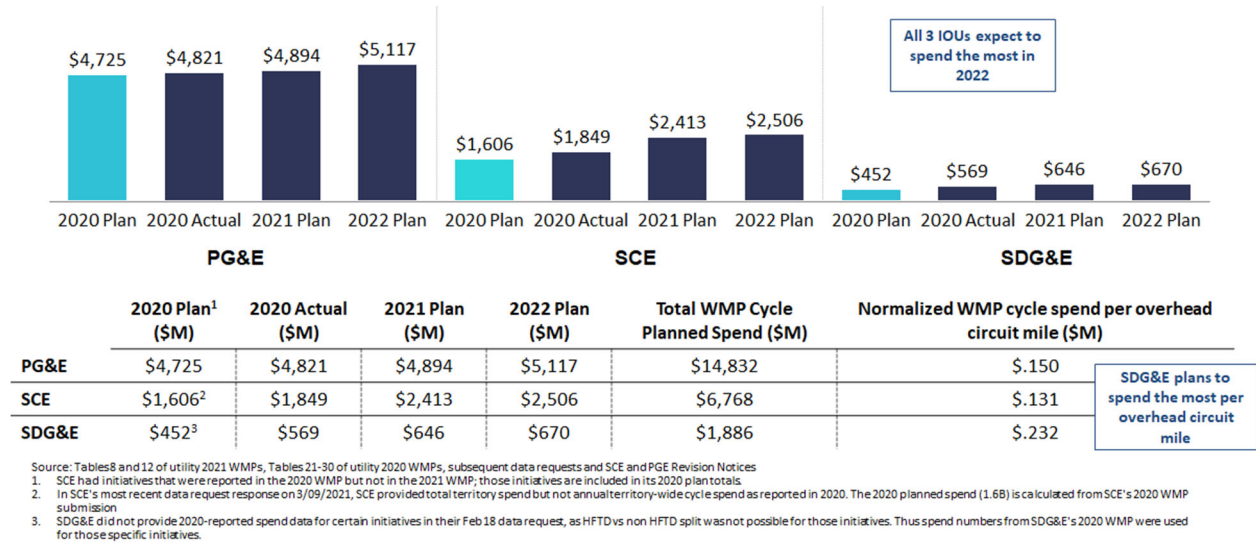 $4,725
$4,821
$4,894
$5,117
$1,606
$1,849
$2,413
$2,506
$452
$569
$646
$670
All 3 IOUs expect to
spend the most in
2022
2020 Plan 2020 Actual 2021 Plan 2022 Plan 2020 Plan 2020 Actual 2021 Plan 2022 Plan 2020 Plan 2020 Actual 2021 Plan 2022 Plan
PG&E SCE SDG&E
2020 Plan1 2020 Actual 2021 Plan 2022 Plan Total WMP Cycle Normalized WMP cycle spend per overhead
($M) ($M) ($M) ($M) Planned Spend ($M) circuit mile ($M)
PG&E $4,725 $4,821 $4,894 $5,117 $14,832 $.150
SCE $1,6062 $1,849 $2,413 $2,506 $6,768 $.131
SDG&E $4523 $569 $646 $670 $1,886 $.232
SDG&E plans to
spend the most per
overhead circuit
mile
Source: Tables8 and 12 of utility 2021 WMPs, Tables 21-30 of utility 2020 WMPs, subsequent data requests and SCE and PGE Revision Notices
1. SCE had initiatives that were reported in the 2020 WMP but not in the 2021 WMP; those initiatives are included in its 2020 plan totals.
2. In SCE's most recent data request response on 3/09/2021, SCE provided total territory spend but not annual territory-wide cycle spend as reported in 2020. The 2020 planned spend (1.6B) is calculated from SCE's 2020 WMP
submission
3. SDG&E did not provide 2020-reported spend data for certain initiatives in their Feb 18 data request, as HFTD vs non HFTD split was not possible for those initiatives. Thus spend numbers from SDG&E's 2020 WMP were used
for those specific initiatives.